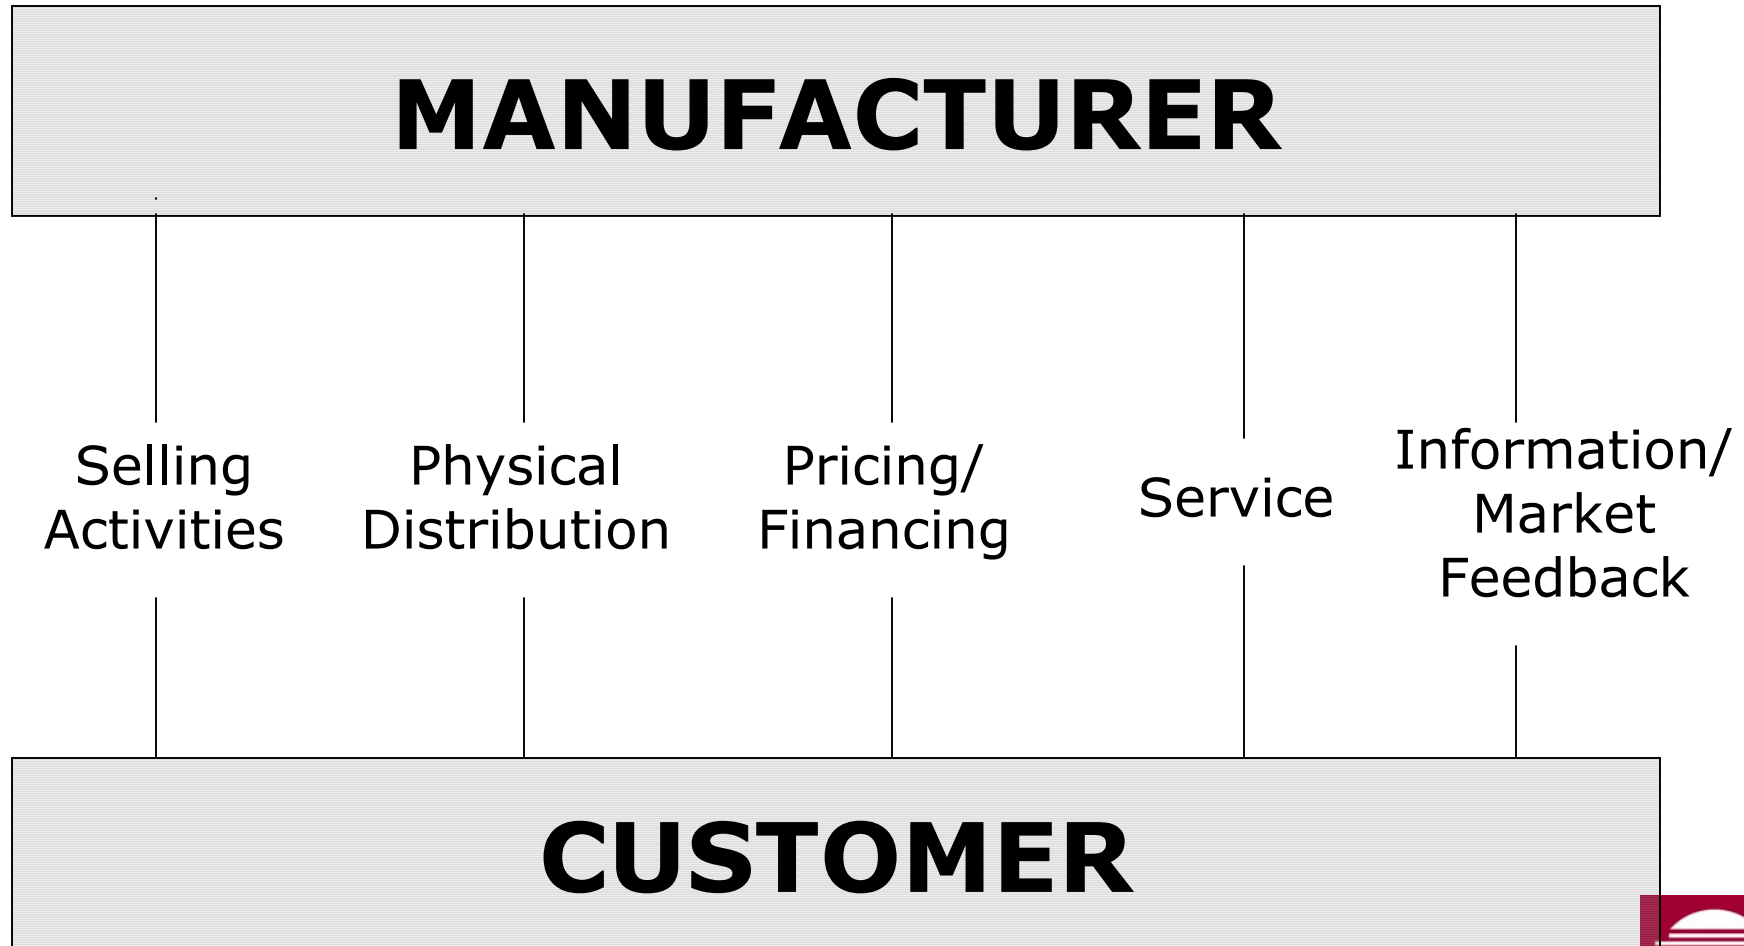 MANUFACTURER
Selling
Activities
Physical
Distribution
Pricing/
Financing
Service
Information/
Market
Feedback
CUSTOMER